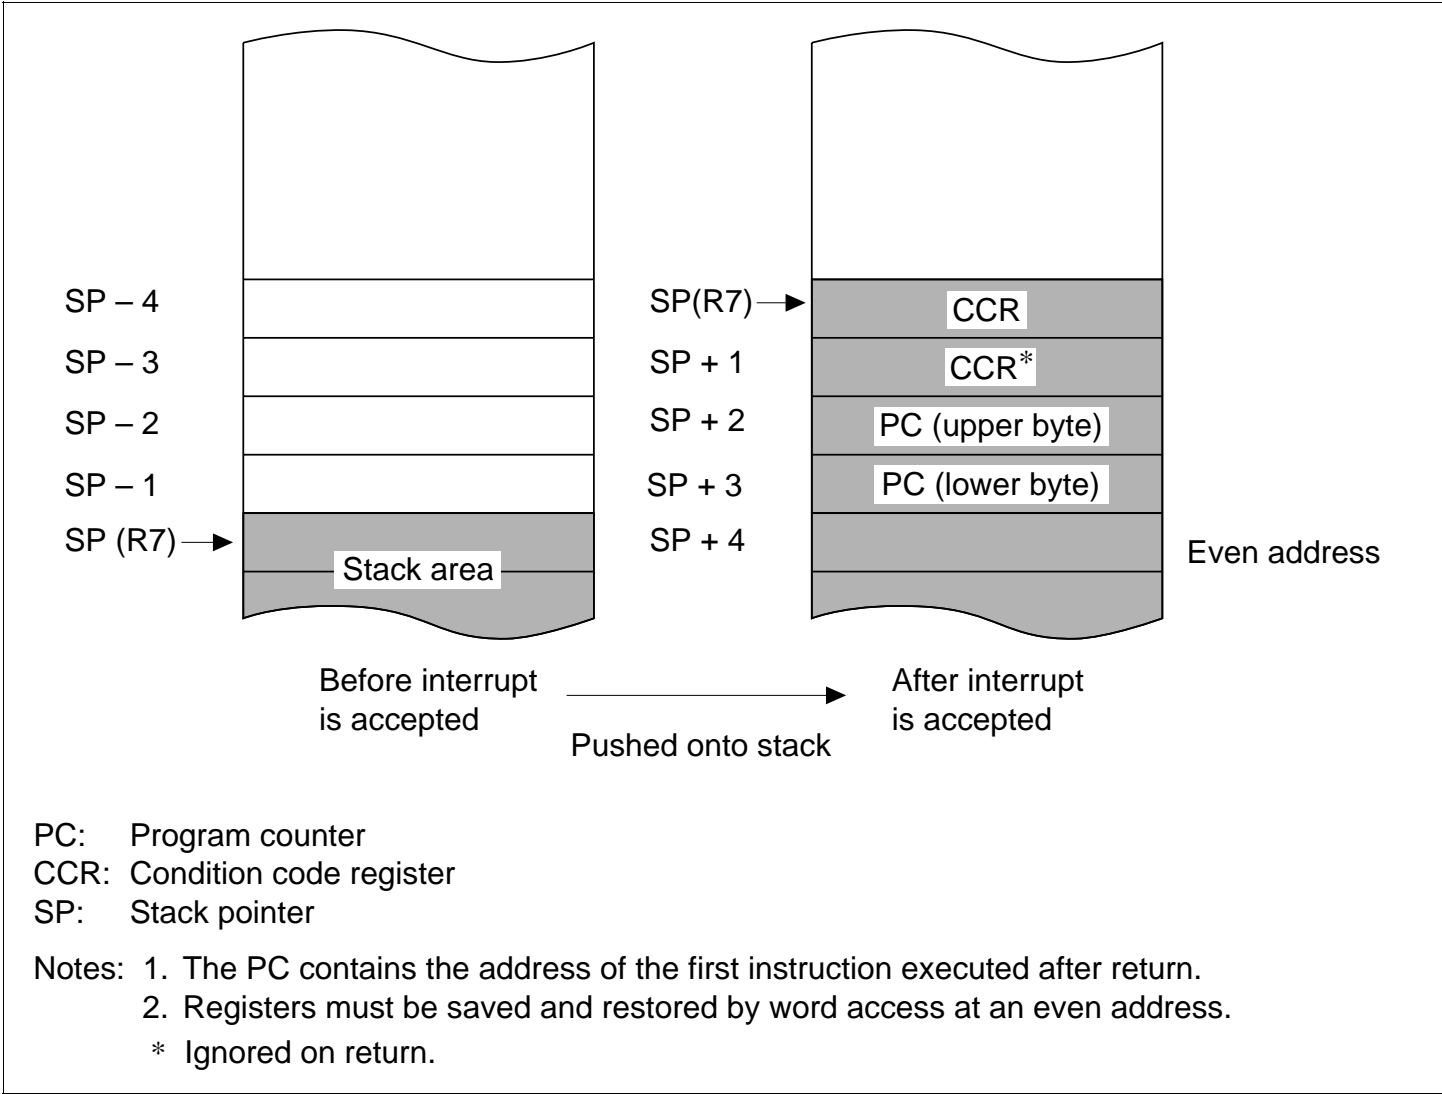 SP – 4
SP – 3
SP – 2
SP – 1
SP (R7)
Stack area
SP(R7)
SP + 1
SP + 2
SP + 3
SP + 4
CCR
CCR*
PC (upper byte)
PC (lower byte)
Even address
Before interrupt
is accepted
Pushed onto stack
After interrupt
is accepted
PC: Program counter
CCR: Condition code register
SP: Stack pointer
Notes: 1. The PC contains the address of the first instruction executed after return.
2. Registers must be saved and restored by word access at an even address.
* Ignored on return.